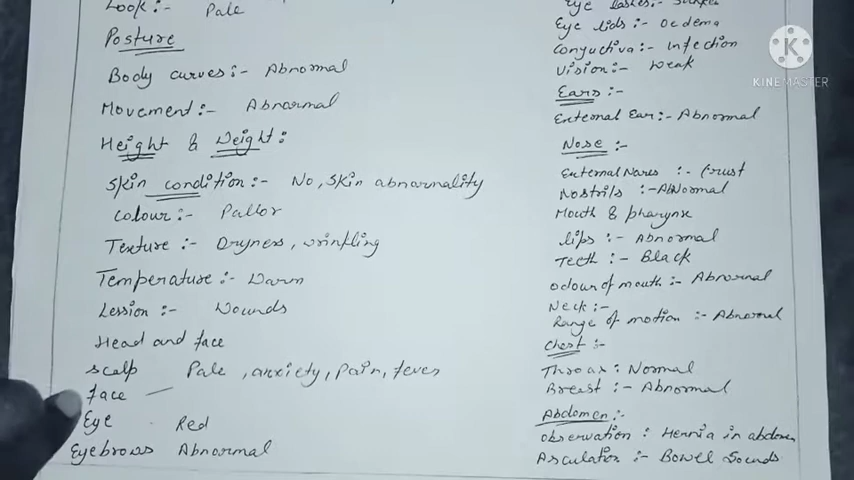 Look :- Pale
Posture
Body curves :- Abnormal
Movement :- Abnormal
Height & Weight :
Skin condition :- No, Skin abnarmality
Colour :- Pallor
Texture :- Dryness, wrinkling
Temperature :- Warm
Lession :- Wounds
Head and face
Scalp Pale, anxiety, Pain, fever
face —
Eye Red
Eyebrows Abnormal
Eye lashes :- Sunken
Eye lids :- Oedema
Conjuctiva :- Infection
Vision :- Weak
Ears :-
External Ear :- Abnormal
Nose :-
External Nares :- Crust
Nostrils :- AbNormal
Mouth & pharynx
lips :- Abnormal
Teeth :- Black
Odour of mouth :- Abnormal
Neck :-
Range of motion :- Abnormal
Chest :-
Thorax : Normal
Breast :- Abnormal
Abdomen :-
Observation : Hernia in abdomen
Asculation :- Bowel Sounds
KINEMASTER